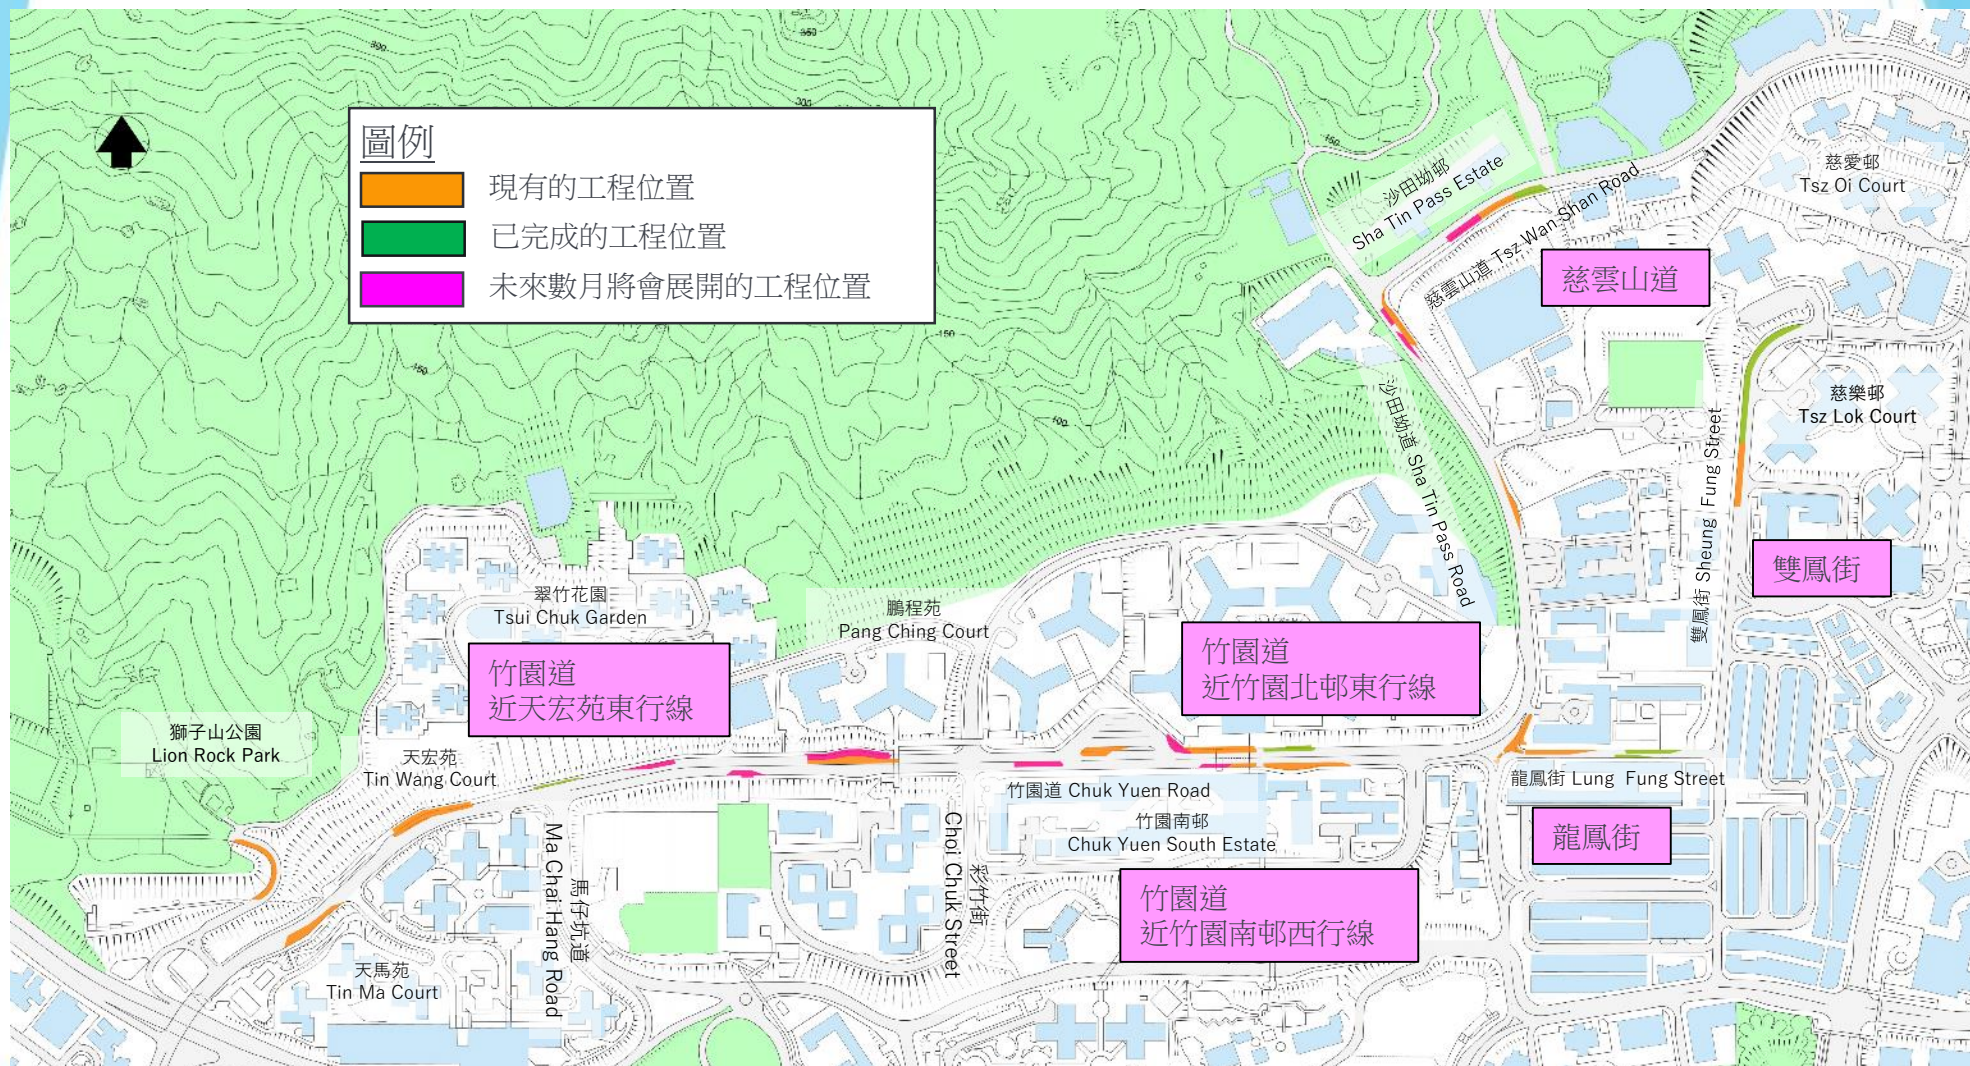 圖例
現有的工程位置
已完成的工程位置
未來數月將會展開的工程位置
300
350
300
150
150
150
100
沙田坳邨
Sha Tin Pass Estate
慈雲山道 Tsz Wan Shan Road
慈愛邨
Tsz Oi Court
慈雲山道
慈樂邨
Tsz Lok Court
沙田坳道 Sha Tin Pass Road
雙鳳街 Sheung Fung Street
雙鳳街
翠竹花園
Tsui Chuk Garden
鵬程苑
Pang Ching Court
竹園道
近天宏苑東行線
竹園道
近竹園北邨東行線
獅子山公園
Lion Rock Park
天宏苑
Tin Wang Court
竹園道 Chuk Yuen Road
龍鳳街 Lung Fung Street
竹園南邨
Chuk Yuen South Estate
龍鳳街
Ma Chai Hang Road
馬仔坑道
Choi Chuk Street
彩竹街
竹園道
近竹園南邨西行線
天馬苑
Tin Ma Court